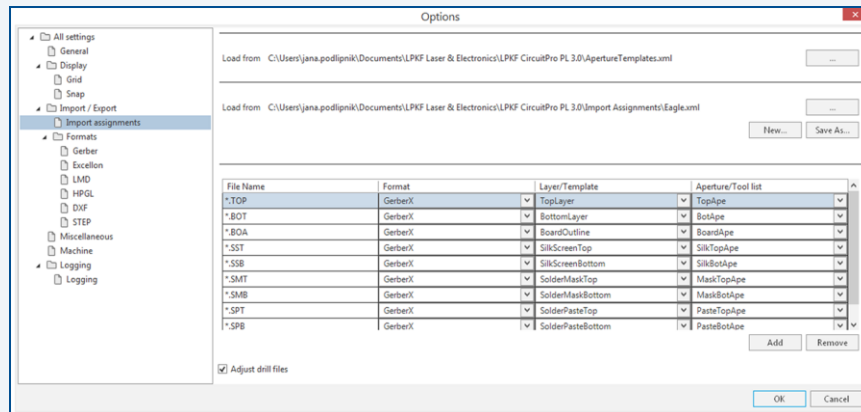 Options
All settings
General
Display
Grid
Snap
Import / Export
Import assignments
Formats
Gerber
Excellon
LMD
HPGL
DXF
STEP
Miscellaneous
Machine
Logging
Logging
Load from C:\Users\jana.podlipnik\Documents\LPKF Laser & Electronics\LPKF CircuitPro PL 3.0\ApertureTemplates.xml ...
Load from C:\Users\jana.podlipnik\Documents\LPKF Laser & Electronics\LPKF CircuitPro PL 3.0\Import Assignments\Eagle.xml ...
New... Save As...
File Name Format Layer/Template Aperture/Tool list
*.TOP GerberX TopLayer TopApe
*.BOT GerberX BottomLayer BotApe
*.BOA GerberX BoardOutline BoardApe
*.SST GerberX SilkScreenTop SilkTopApe
*.SSB GerberX SilkScreenBottom SilkBotApe
*.SMT GerberX SolderMaskTop MaskTopApe
*.SMB GerberX SolderMaskBottom MaskBotApe
*.SPT GerberX SolderPasteTop PasteTopApe
*.SPB GerberX SolderPasteBottom PasteBotApe
Add Remove
Adjust drill files
OK Cancel